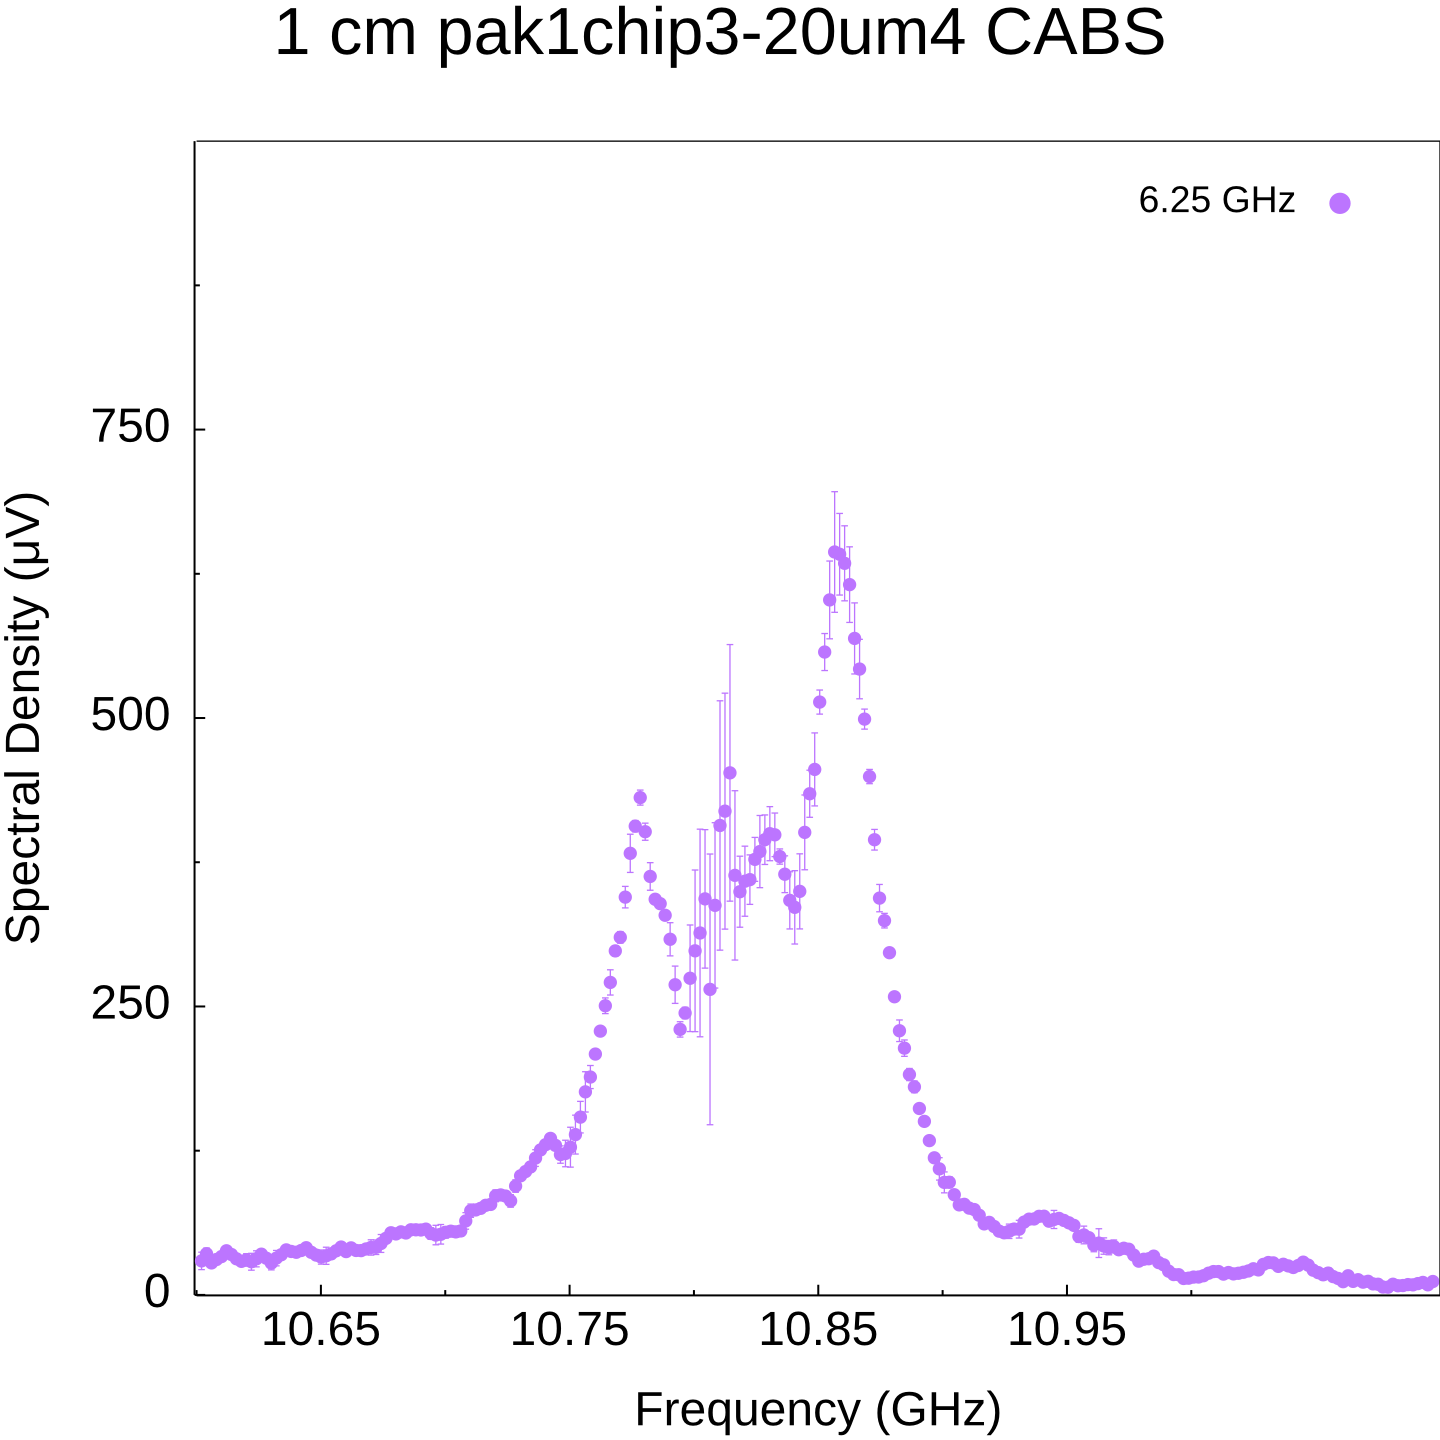 1 cm pak1chip3-20um4 CABS
6.25 GHz
750
500
250
0
Spectral Density (μV)
10.65 10.75 10.85 10.95
Frequency (GHz)